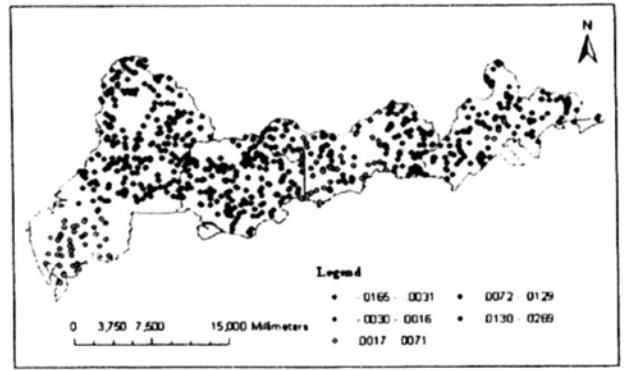 N
Legend
-.0165 - -.0031
.0072 - .0129
-.0030 - .0016
.0130 - .0269
.0017 - .0071
0 3,750 7,500 15,000 Millimeters